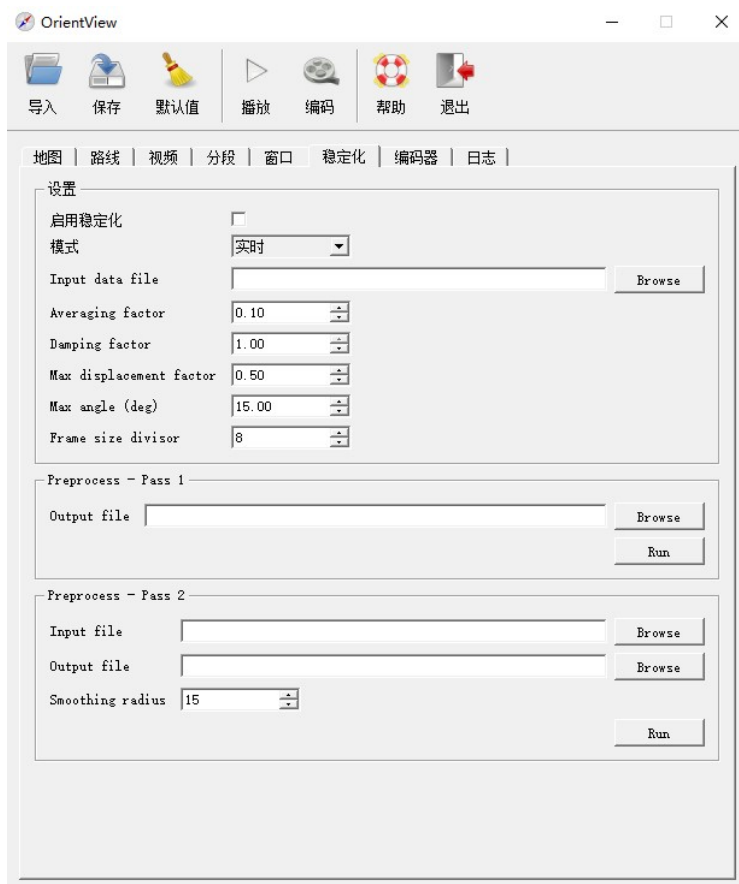 OrientView
导入 保存 默认值 播放 编码 帮助 退出
地图 路线 视频 分段 窗口 稳定化 编码器 日志
设置
启用稳定化
模式 实时
Input data file Browse
Averaging factor 0.10
Damping factor 1.00
Max displacement factor 0.50
Max angle (deg) 15.00
Frame size divisor 8
Preprocess - Pass 1
Output file Browse
Run
Preprocess - Pass 2
Input file Browse
Output file Browse
Smoothing radius 15
Run